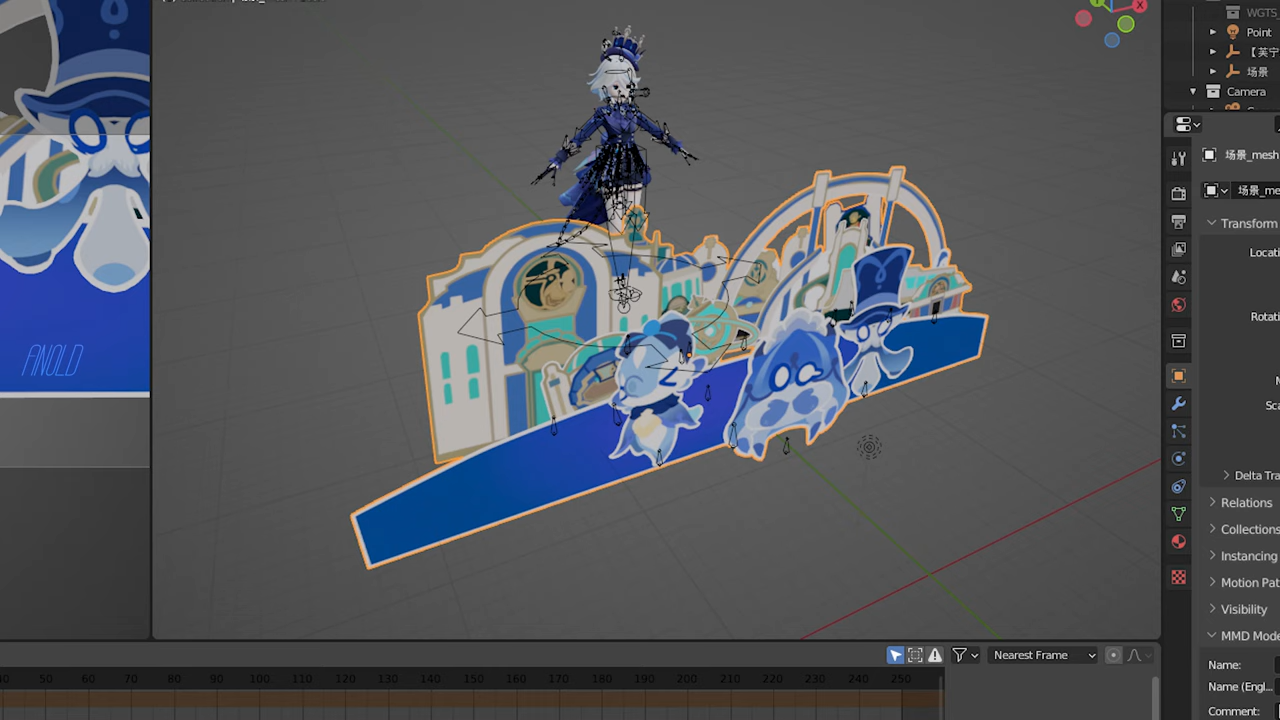 WGTS
Point
【芙宁
场景
Camera
场景_mesh
场景_me
Transform
Locati
Rotati
M
Sca
Delta Tra
Relations
Collections
Instancing
Motion Pat
Visibility
MMD Mode
Name:
Name (Engl...
Comment:
ANOLD
Nearest Frame
50 60 70 80 90 100 110 120 130 140 150 160 170 180 190 200 210 220 230 240 250
X